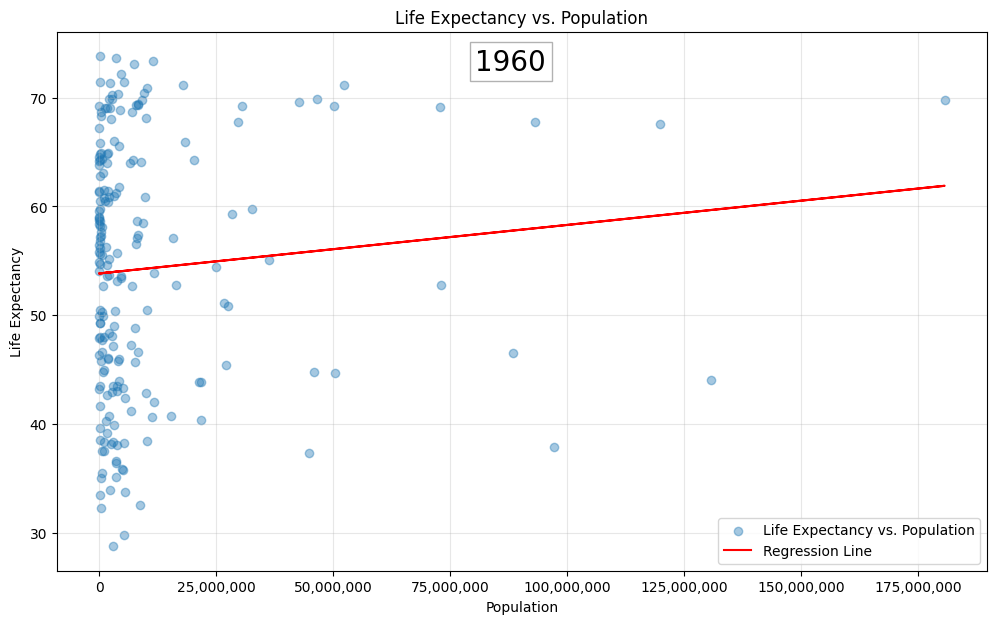 Life Expectancy vs. Population
1960
Life Expectancy
70
60
50
40
30
Life Expectancy vs. Population
Regression Line
0
25,000,000
50,000,000
75,000,000
100,000,000
125,000,000
150,000,000
175,000,000
Population